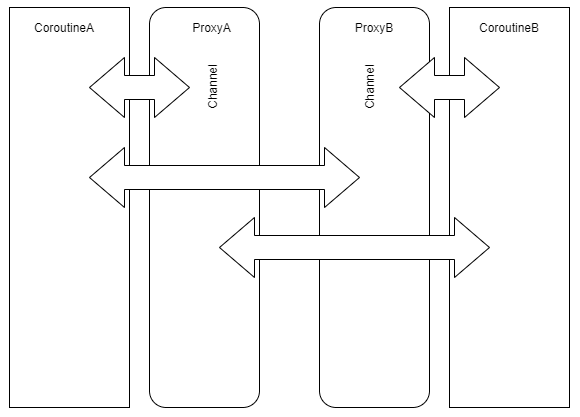 CoroutineA
ProxyA
ProxyB
CoroutineB
Channel
Channel